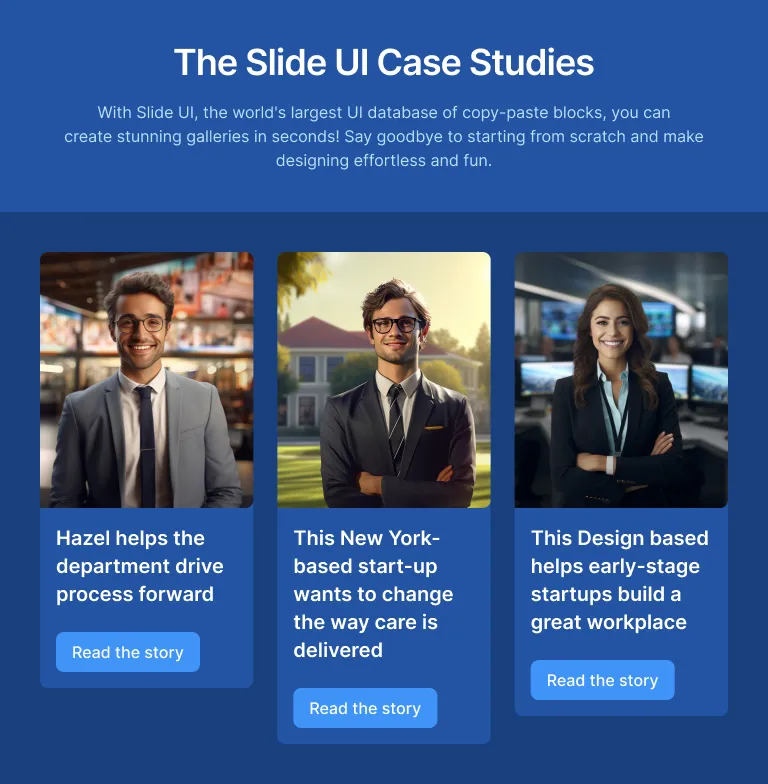 The Slide UI Case Studies
With Slide UI, the world's largest UI database of copy-paste blocks, you can
create stunning galleries in seconds! Say goodbye to starting from scratch and make
designing effortless and fun.
Hazel helps the
department drive
process forward
Read the story
This New York-
based start-up
wants to change
the way care is
delivered
Read the story
This Design based
helps early-stage
startups build a
great workplace
Read the story